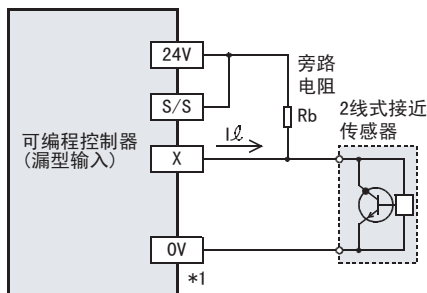 24V
旁路
电阻
S/S
Rb
2线式接近
传感器
可编程控制器
(漏型输入)
Iℓ
X
0V
*1